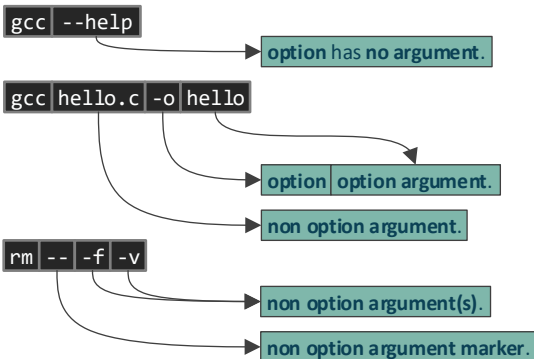 gcc --help
option has no argument.
gcc hello.c -o hello
option option argument.
non option argument.
rm -- -f -v
non option argument(s).
non option argument marker.